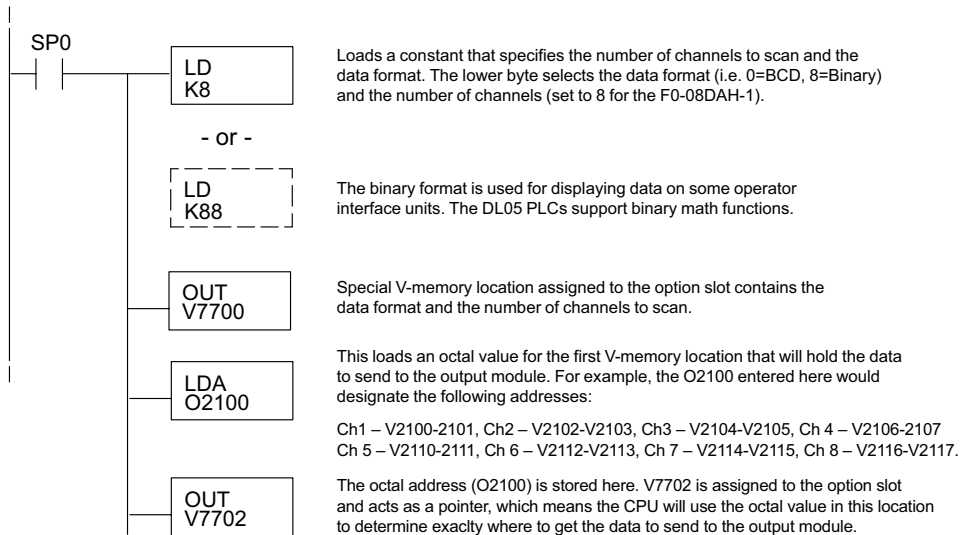 SP0
LD
K8
Loads a constant that specifies the number of channels to scan and the
data format. The lower byte selects the data format (i.e. 0=BCD, 8=Binary)
and the number of channels (set to 8 for the F0-08DAH-1).
- or -
LD
K88
The binary format is used for displaying data on some operator
interface units. The DL05 PLCs support binary math functions.
OUT
V7700
Special V-memory location assigned to the option slot contains the
data format and the number of channels to scan.
LDA
O2100
This loads an octal value for the first V-memory location that will hold the data
to send to the output module. For example, the O2100 entered here would
designate the following addresses:
Ch1 – V2100-2101, Ch2 – V2102-V2103, Ch3 – V2104-V2105, Ch 4 – V2106-2107
Ch 5 – V2110-2111, Ch 6 – V2112-V2113, Ch 7 – V2114-V2115, Ch 8 – V2116-V2117.
OUT
V7702
The octal address (O2100) is stored here. V7702 is assigned to the option slot
and acts as a pointer, which means the CPU will use the octal value in this location
to determine exaclty where to get the data to send to the output module.